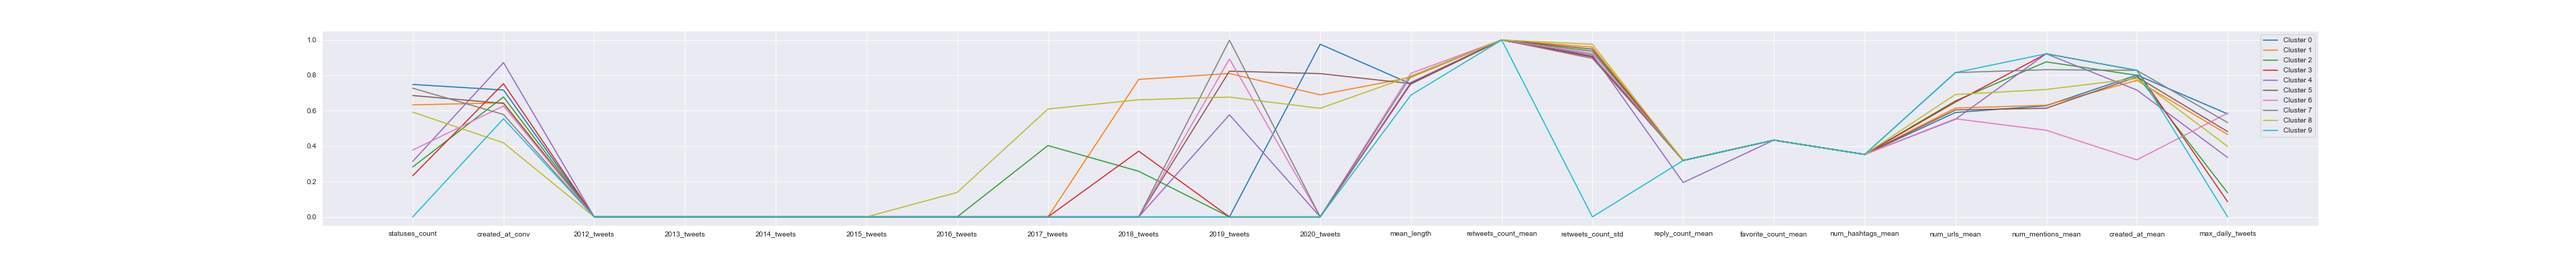 1.0
0.8
0.6
0.4
0.2
0.0
statuses_count
created_at_conv
2012_tweets
2013_tweets
2014_tweets
2015_tweets
2016_tweets
2017_tweets
2018_tweets
2019_tweets
2020_tweets
mean_length
retweets_count_mean
retweets_count_std
reply_count_mean
favorite_count_mean
num_hashtags_mean
num_urls_mean
num_mentions_mean
created_at_mean
max_daily_tweets
Cluster 0
Cluster 1
Cluster 2
Cluster 3
Cluster 4
Cluster 5
Cluster 6
Cluster 7
Cluster 8
Cluster 9